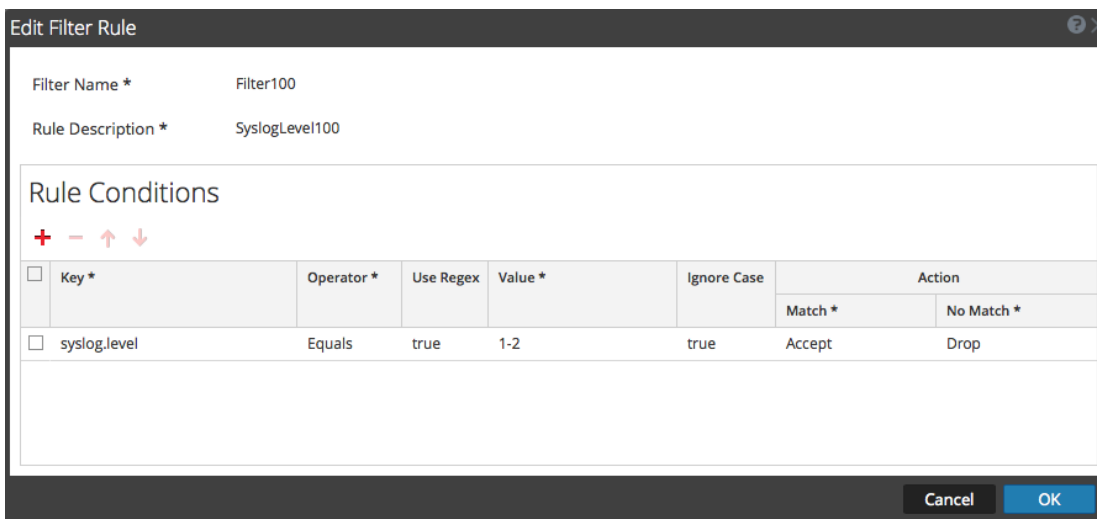 Edit Filter Rule
Filter Name * Filter100
Rule Description * SyslogLevel100
Rule Conditions
Key * Operator * Use Regex Value * Ignore Case Action
Match * No Match *
syslog.level Equals true 1-2 true Accept Drop
Cancel OK